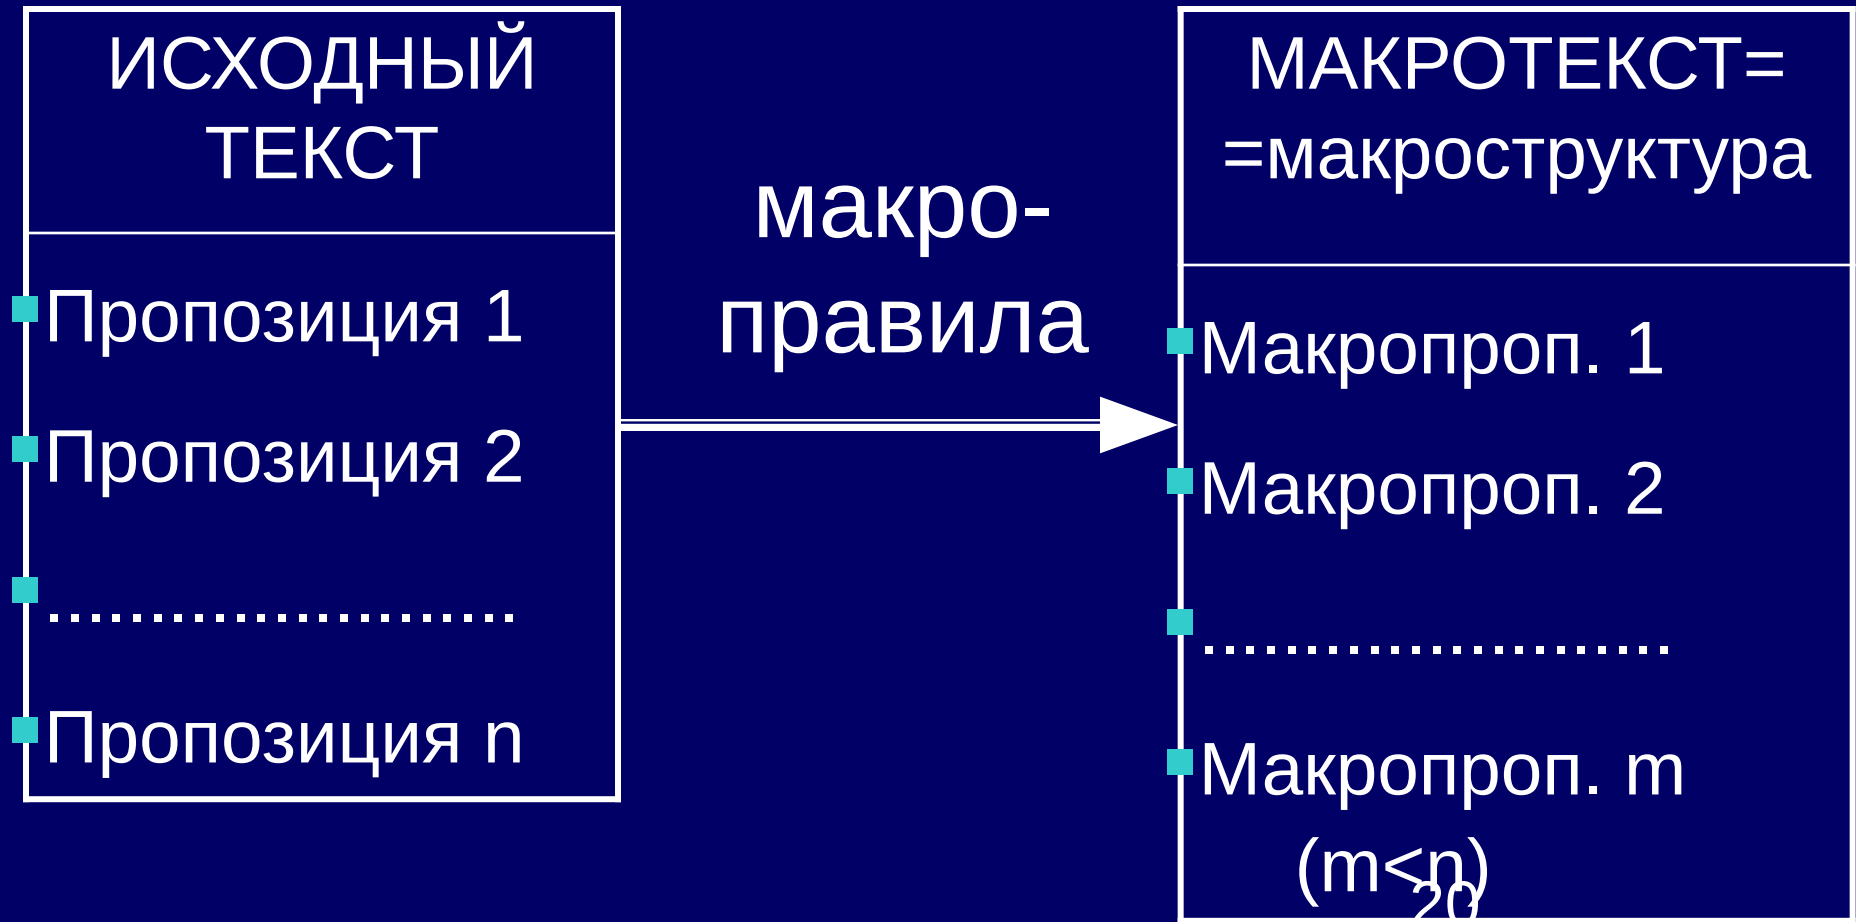 ИСХОДНЫЙ
ТЕКСТ
Пропозиция 1
Пропозиция 2
.......................
Пропозиция n
макро-
правила
МАКРОТЕКСТ=
=макроструктура
Макропроп. 1
Макропроп. 2
.......................
Макропроп. m
(m<n)
20